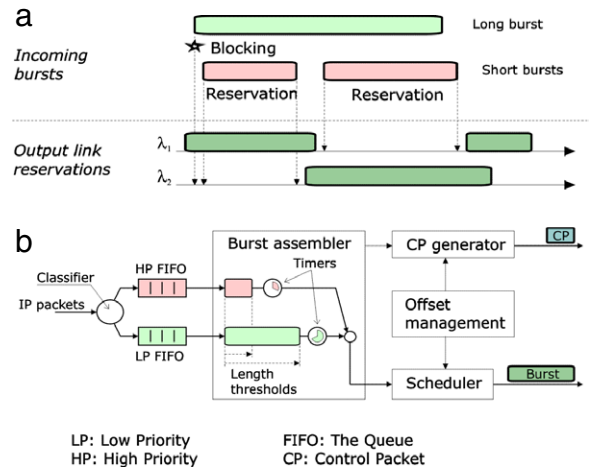 a
Long burst
Blocking
Incoming
bursts
Short bursts
Reservation
Reservation
Output link
reservations
λ1
λ2
b
CP
Burst assembler
CP generator
Timers
HP FIFO
Classifier
IP packets
Offset
management
LP FIFO
Length
thresholds
Scheduler
Burst
LP: Low Priority
FIFO: The Queue
HP: High Priority
CP: Control Packet